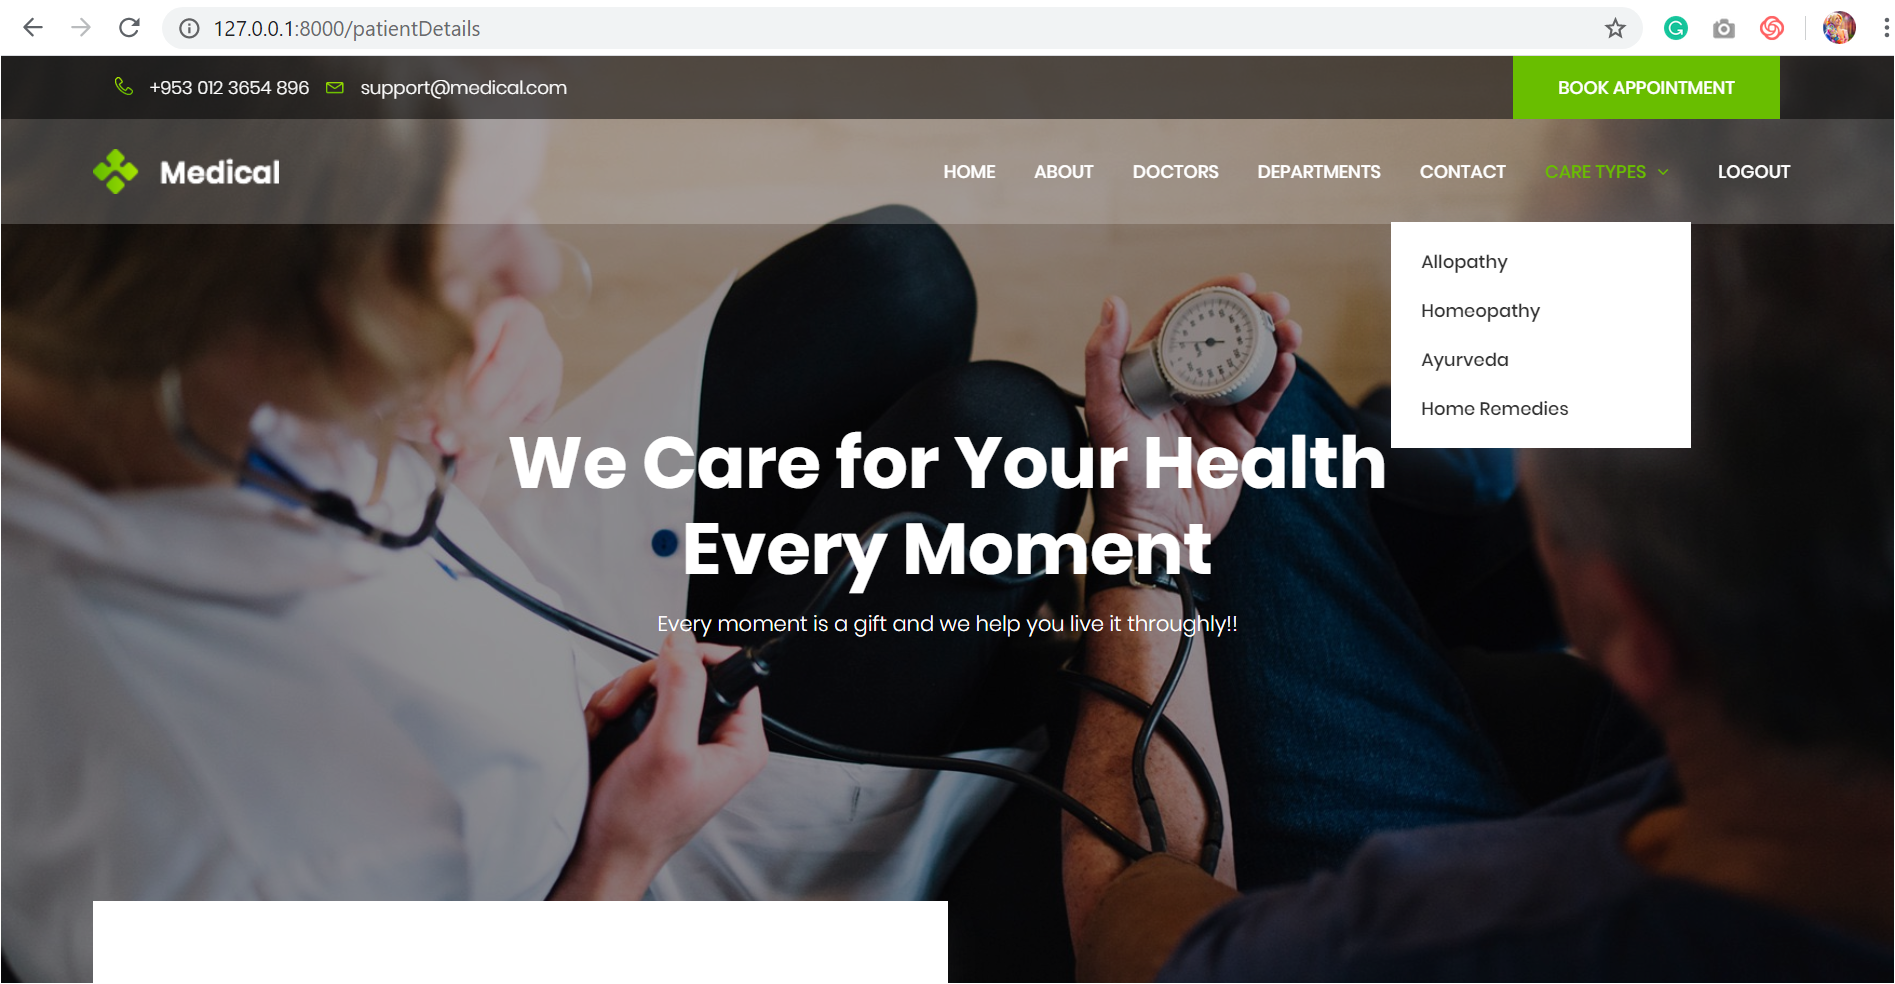 127.0.0.1:8000/patientDetails
+953 012 3654 896 support@medical.com BOOK APPOINTMENT
Medical HOME ABOUT DOCTORS DEPARTMENTS CONTACT CARE TYPES LOGOUT
Allopathy
Homeopathy
Ayurveda
Home Remedies
We Care for Your Health
Every Moment
Every moment is a gift and we help you live it throughly!!